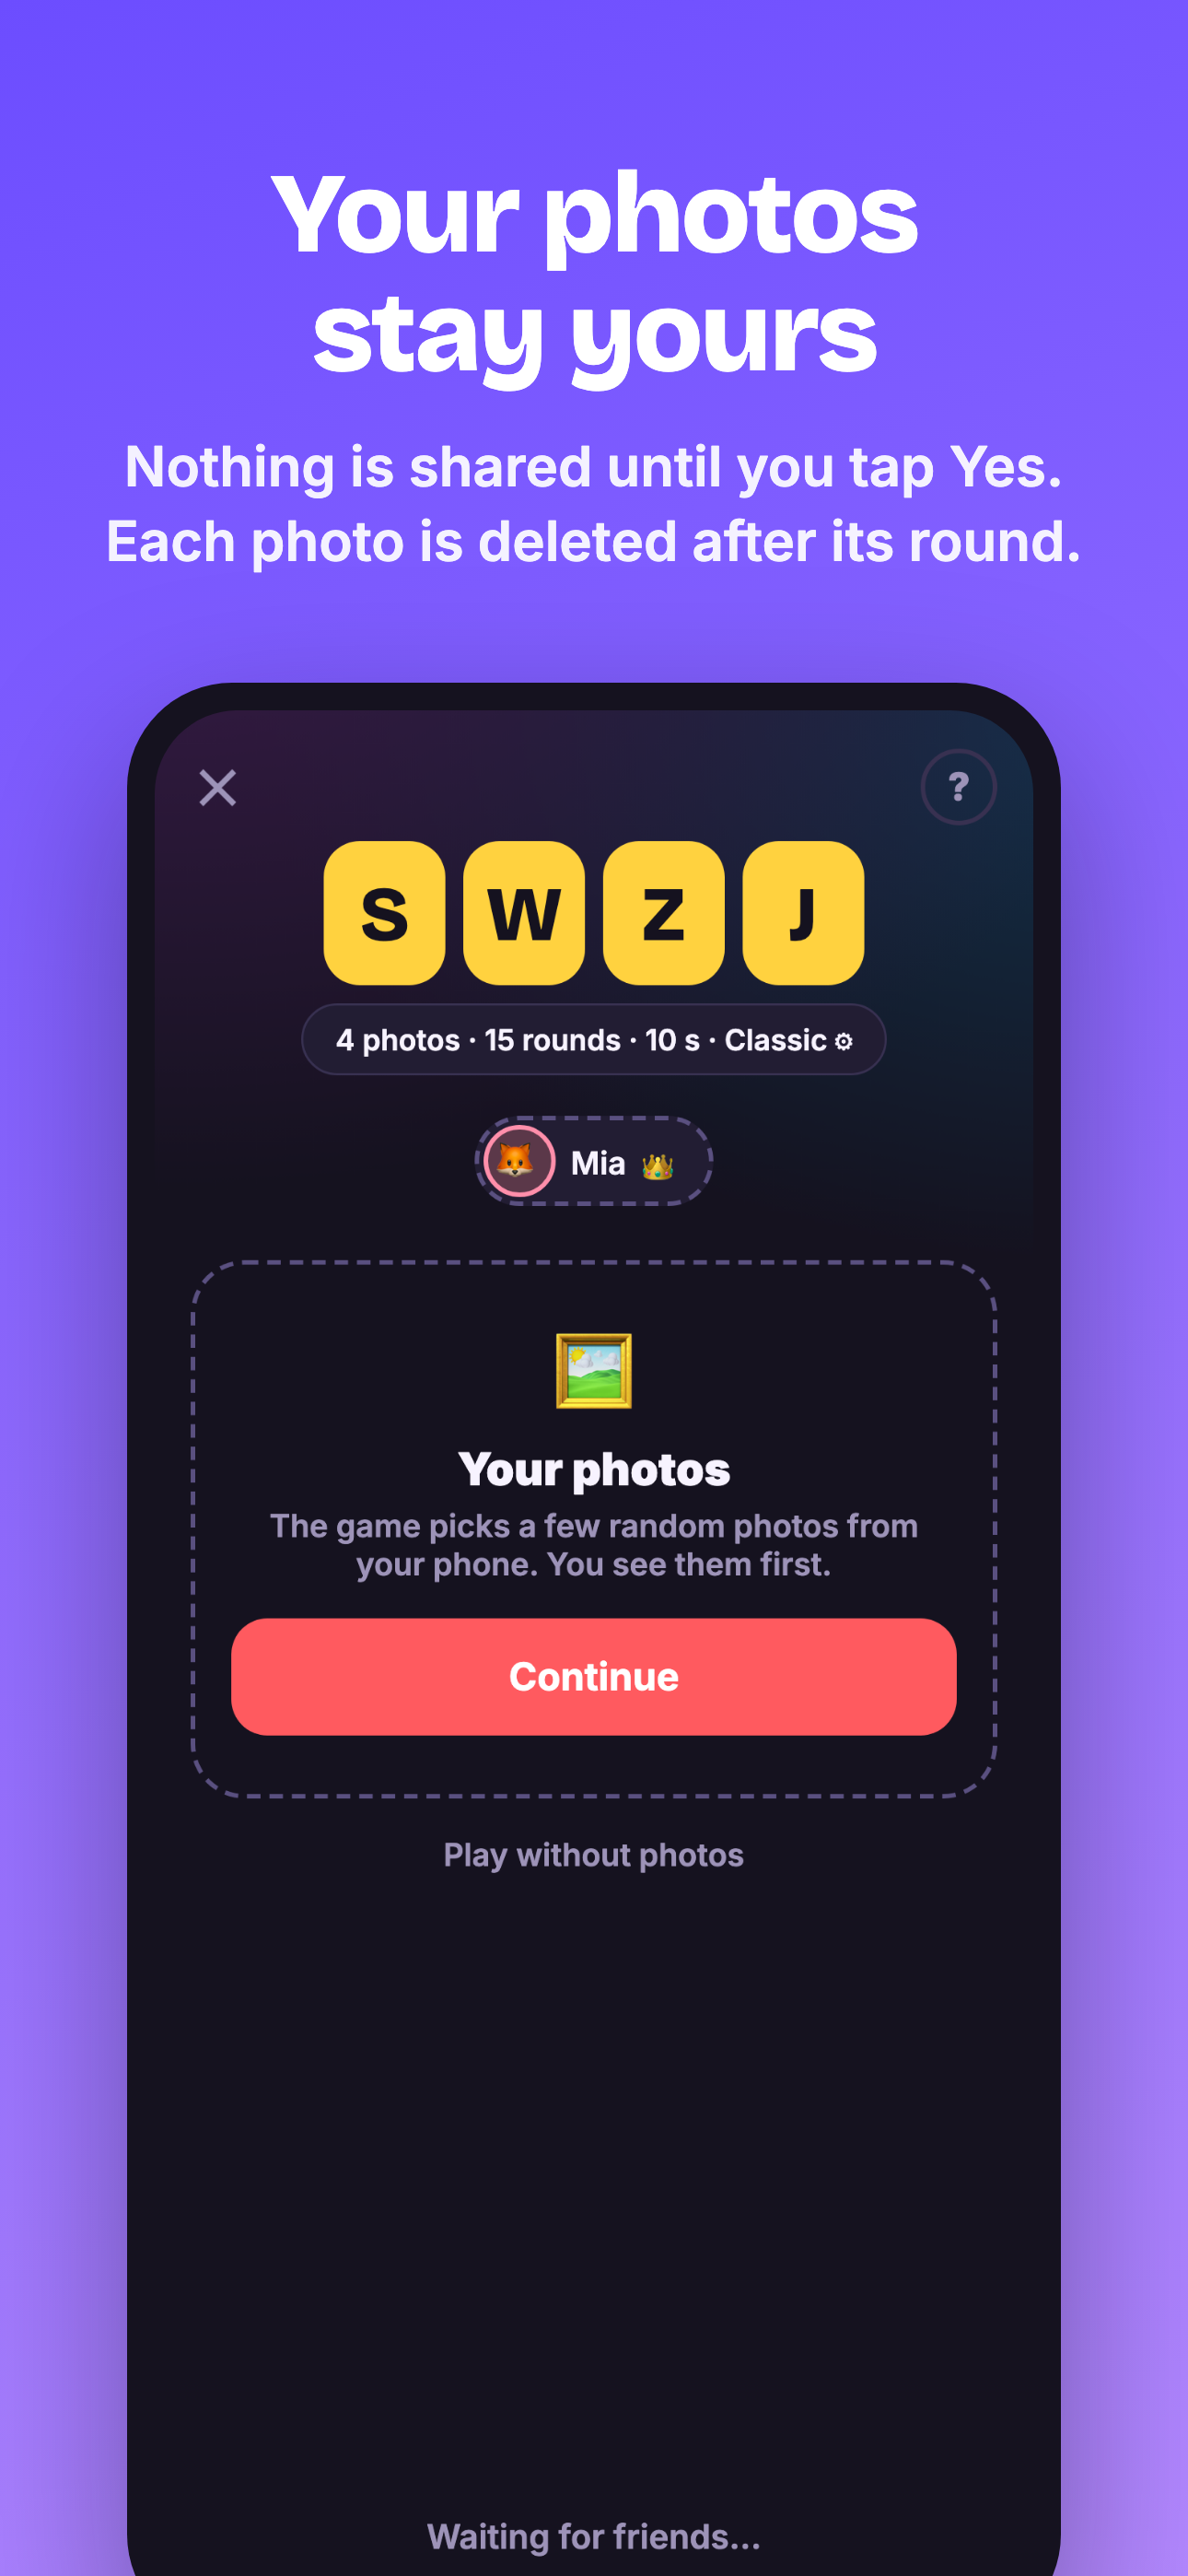 Your photos
stay yours
Nothing is shared until you tap Yes.
Each photo is deleted after its round.
?
S W Z J
4 photos · 15 rounds · 10 s · Classic ⚙
Mia 👑
Your photos
The game picks a few random photos from
your phone. You see them first.
Continue
Play without photos
Waiting for friends...